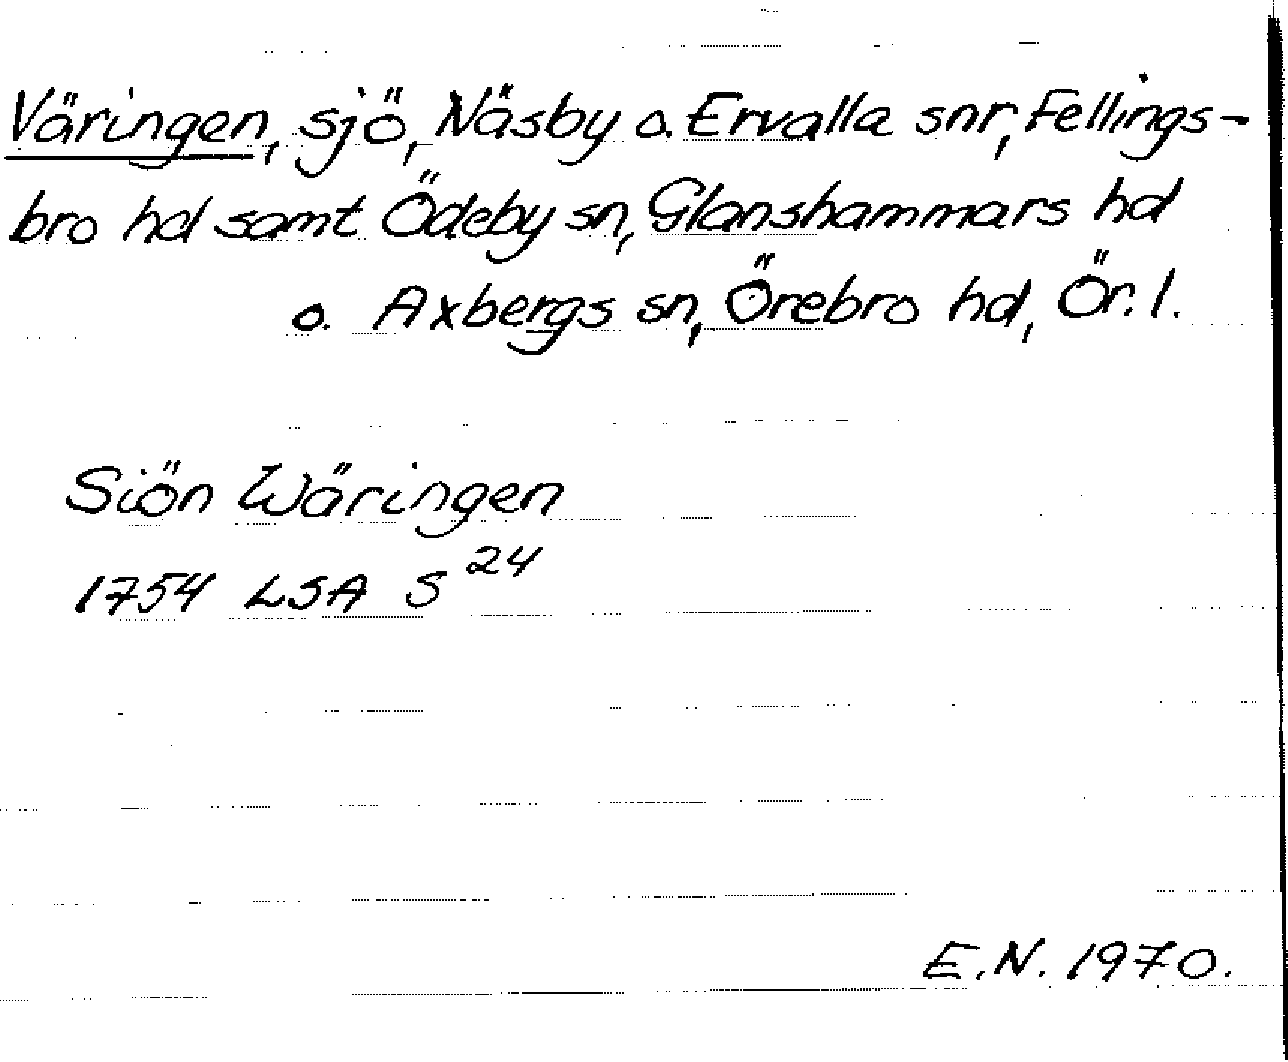 Väringen, sjö, Näsby o. Ervalla snr, Fellings-
bro hd samt Ödeby sn, Glanshammars hd
o. Axbergs sn, Örebro hd, Ör. l.
Siön Wäringen
1754 LSA S 24
E.N. 1970.